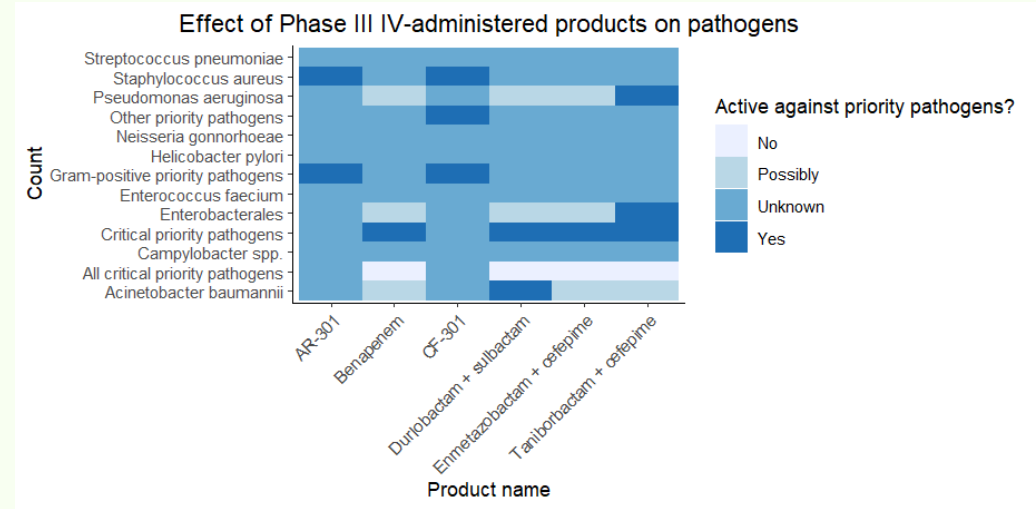 Effect of Phase III IV-administered products on pathogens
Count
Streptococcus pneumoniae
Staphylococcus aureus
Pseudomonas aeruginosa
Other priority pathogens
Neisseria gonnorhoeae
Helicobacter pylori
Gram-positive priority pathogens
Enterococcus faecium
Enterobacterales
Critical priority pathogens
Campylobacter spp.
All critical priority pathogens
Acinetobacter baumannii
AR-301
Benapenem
CF-301
Durlobactam + sulbactam
Enmetazobactam + cefepime
Taniborbactam + cefepime
Product name
Active against priority pathogens?
No
Possibly
Unknown
Yes